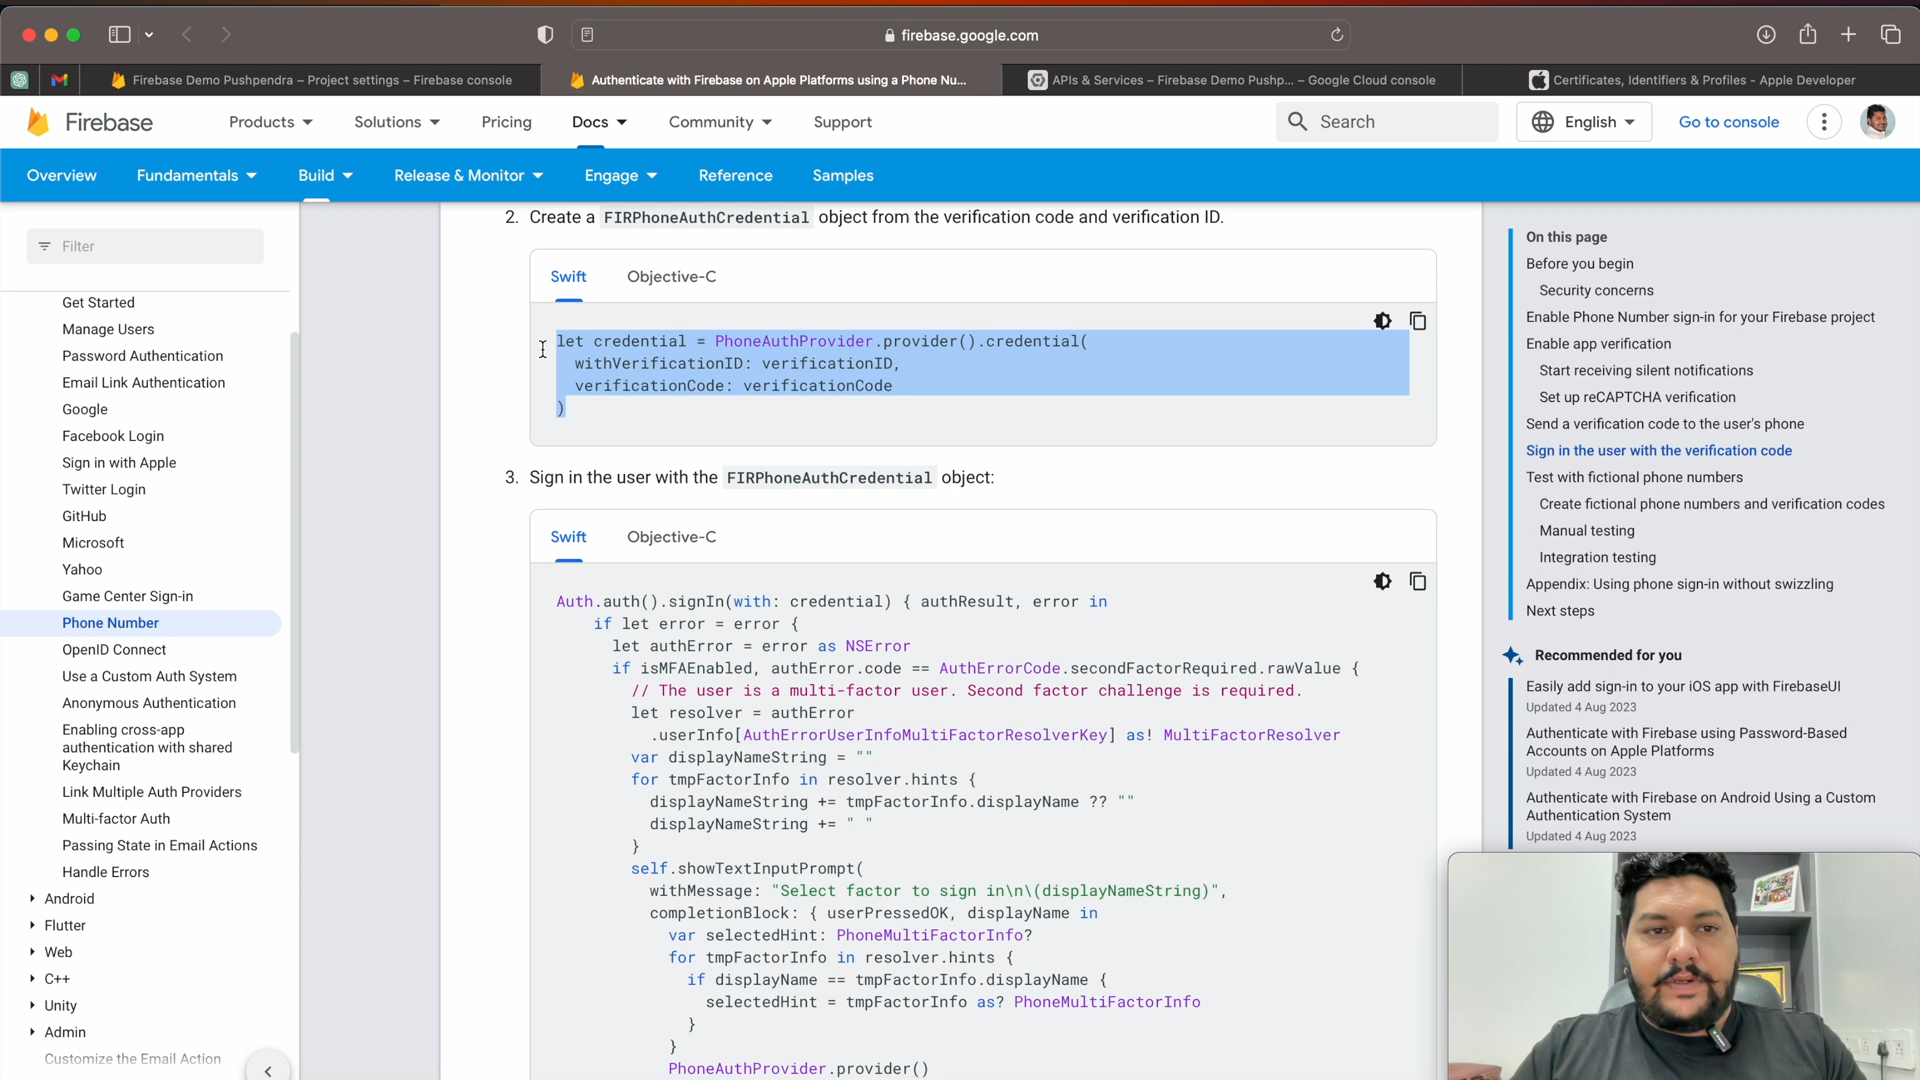 firebase.google.com
Firebase Demo Pushpendra – Project settings – Firebase console
Authenticate with Firebase on Apple Platforms using a Phone Nu...
APIs & Services – Firebase Demo Pushp... – Google Cloud console
Certificates, Identifiers & Profiles - Apple Developer
Firebase
Products
Solutions
Pricing
Docs
Community
Support
Search
English
Go to console
Overview
Fundamentals
Build
Release & Monitor
Engage
Reference
Samples
Filter
Get Started
Manage Users
Password Authentication
Email Link Authentication
Google
Facebook Login
Sign in with Apple
Twitter Login
GitHub
Microsoft
Yahoo
Game Center Sign-in
Phone Number
OpenID Connect
Use a Custom Auth System
Anonymous Authentication
Enabling cross-app
authentication with shared
Keychain
Link Multiple Auth Providers
Multi-factor Auth
Passing State in Email Actions
Handle Errors
Android
Flutter
Web
C++
Unity
Admin
Customize the Email Action
2. Create a FIRPhoneAuthCredential object from the verification code and verification ID.
Swift Objective-C
let credential = PhoneAuthProvider.provider().credential(
withVerificationID: verificationID,
verificationCode: verificationCode
)
3. Sign in the user with the FIRPhoneAuthCredential object:
Swift Objective-C
Auth.auth().signIn(with: credential) { authResult, error in
if let error = error {
let authError = error as NSError
if isMFAEnabled, authError.code == AuthErrorCode.secondFactorRequired.rawValue {
// The user is a multi-factor user. Second factor challenge is required.
let resolver = authError
.userInfo[AuthErrorUserInfoMultiFactorResolverKey] as! MultiFactorResolver
var displayNameString = ""
for tmpFactorInfo in resolver.hints {
displayNameString += tmpFactorInfo.displayName ?? ""
displayNameString += " "
}
self.showTextInputPrompt(
withMessage: "Select factor to sign in\n\(displayNameString)",
completionBlock: { userPressedOK, displayName in
var selectedHint: PhoneMultiFactorInfo?
for tmpFactorInfo in resolver.hints {
if displayName == tmpFactorInfo.displayName {
selectedHint = tmpFactorInfo as? PhoneMultiFactorInfo
}
}
PhoneAuthProvider.provider()
On this page
Before you begin
Security concerns
Enable Phone Number sign-in for your Firebase project
Enable app verification
Start receiving silent notifications
Set up reCAPTCHA verification
Send a verification code to the user's phone
Sign in the user with the verification code
Test with fictional phone numbers
Create fictional phone numbers and verification codes
Manual testing
Integration testing
Appendix: Using phone sign-in without swizzling
Next steps
Recommended for you
Easily add sign-in to your iOS app with FirebaseUI
Updated 4 Aug 2023
Authenticate with Firebase using Password-Based
Accounts on Apple Platforms
Updated 4 Aug 2023
Authenticate with Firebase on Android Using a Custom
Authentication System
Updated 4 Aug 2023